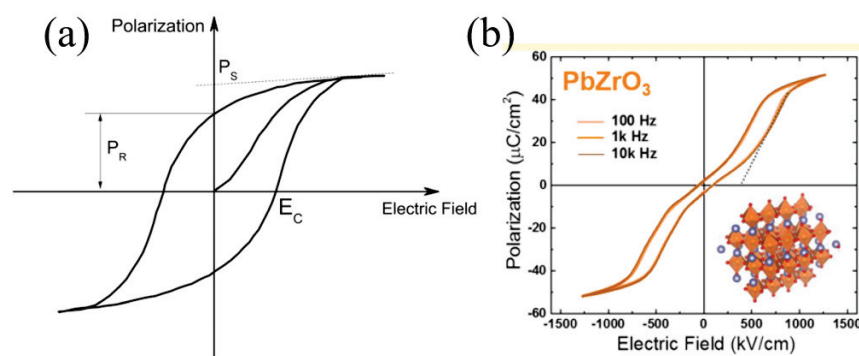 (a)
Polarization
P_S
P_R
E_C
Electric Field
(b)
PbZrO₃
100 Hz
1k Hz
10k Hz
Polarization (μC/cm²)
60
40
20
0
-20
-40
-60
-1500 -1000 -500 0 500 1000 1500
Electric Field (kV/cm)